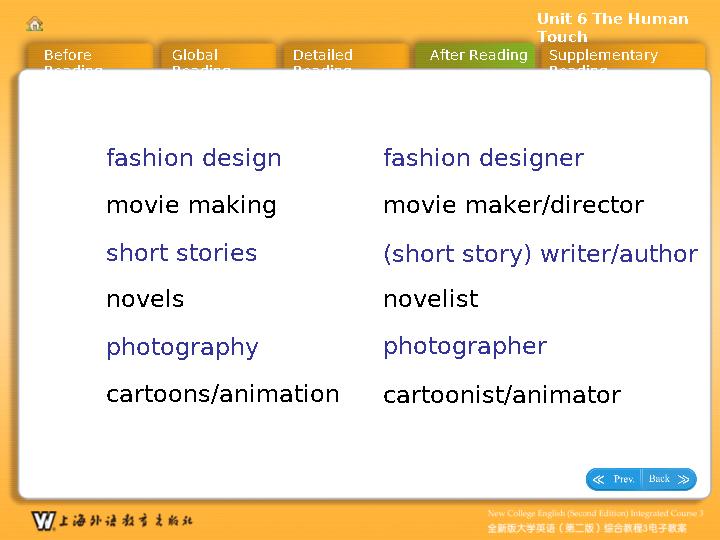 Unit 6 The Human
Touch
Before
Reading
Global
Reading
Detailed
Reading
After Reading
Supplementary
Reading
fashion design
fashion designer
movie making
movie maker/director
short stories
(short story) writer/author
novels
novelist
photography
photographer
cartoons/animation
cartoonist/animator
Prev.
Back
W 上海外语教育出版社
New College English (Second Edition) Integrated Course 3
全新版大学英语（第二版）综合教程3电子教案